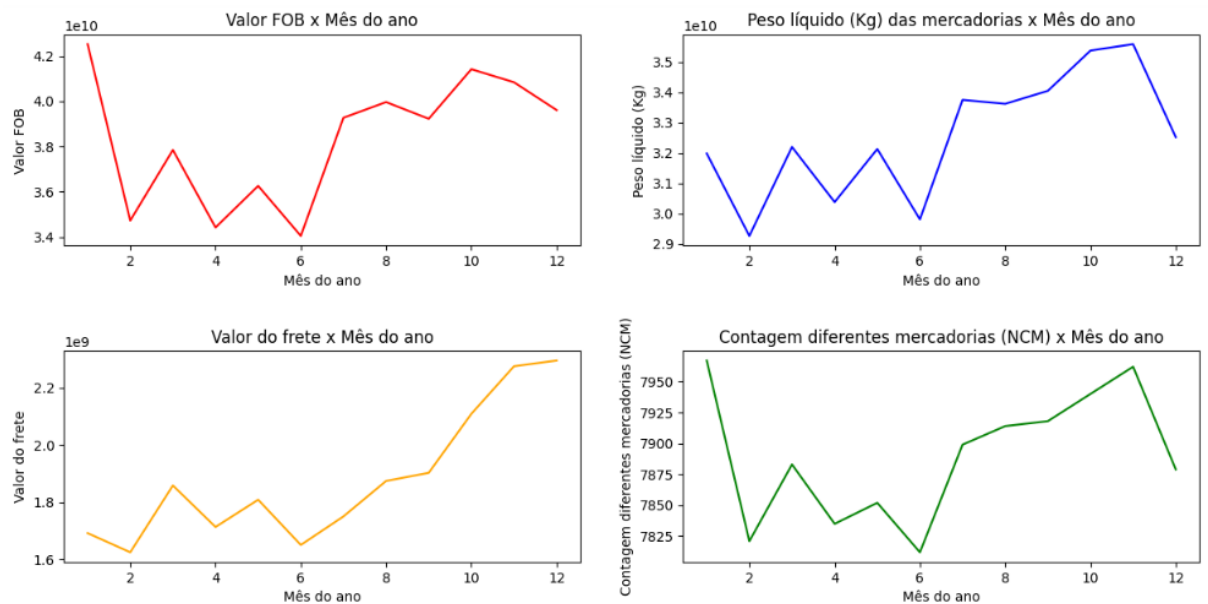 Valor FOB x Mês do ano
1e10
Valor FOB
4.2
4.0
3.8
3.6
3.4
2 4 6 8 10 12
Mês do ano
Peso líquido (Kg) das mercadorias x Mês do ano
1e10
Peso líquido (Kg)
3.5
3.4
3.3
3.2
3.1
3.0
2.9
2 4 6 8 10 12
Mês do ano
Valor do frete x Mês do ano
1e9
Valor do frete
2.2
2.0
1.8
1.6
2 4 6 8 10 12
Mês do ano
Contagem diferentes mercadorias (NCM) x Mês do ano
Contagem diferentes mercadorias (NCM)
7950
7925
7900
7875
7850
7825
2 4 6 8 10 12
Mês do ano